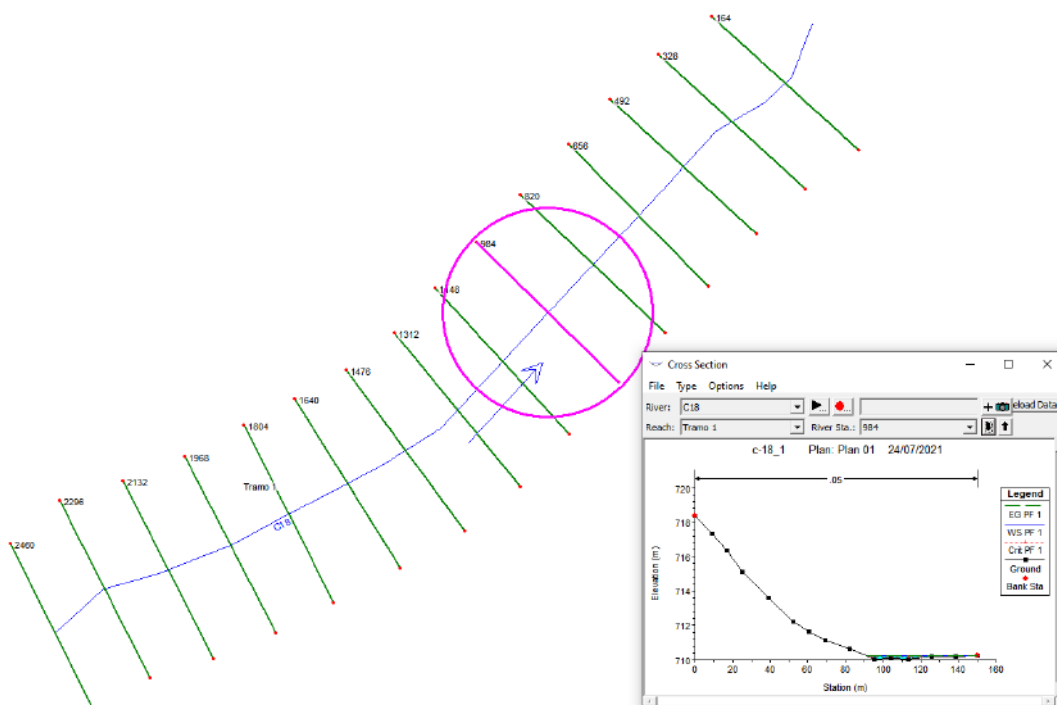 164
328
492
656
820
984
1148
1312
1476
1640
1804
1968
Tramo 1
2132
2296
C18
2460
Cross Section
File Type Options Help
River: C18 eload Data
Reach: Tramo 1 River Sta.: 984
c-18_1 Plan: Plan 01 24/07/2021
.05
720
718
716
714
712
710
Elevation (m)
0 20 40 60 80 100 120 140 160
Station (m)
Legend
EG PF 1
WS PF 1
Crit PF 1
Ground
Bank Sta